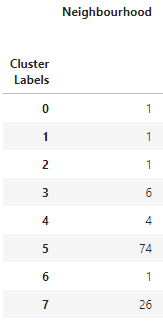 Neighbourhood
Cluster
Labels
0 1
1 1
2 1
3 6
4 4
5 74
6 1
7 26